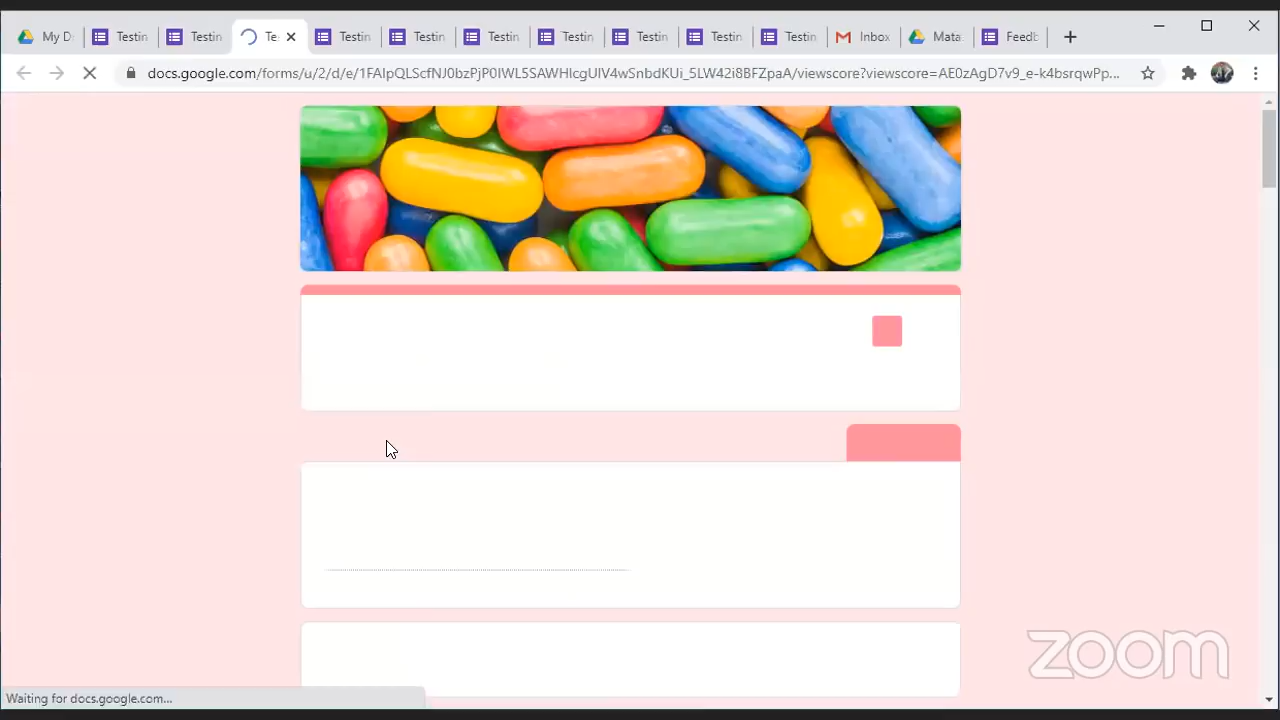 My D
Testin
Testin
Te
Testin
Testin
Testin
Testin
Testin
Testin
Testin
Inbox
Mata
Feedb
docs.google.com/forms/u/2/d/e/1FAIpQLScfNJ0bzPjP0IWL5SAWHIcgUIV4wSnbdKUi_5LW42i8BFZpaA/viewscore?viewscore=AE0zAgD7v9_e-k4bsrqwPp...
zoom
Waiting for docs.google.com...